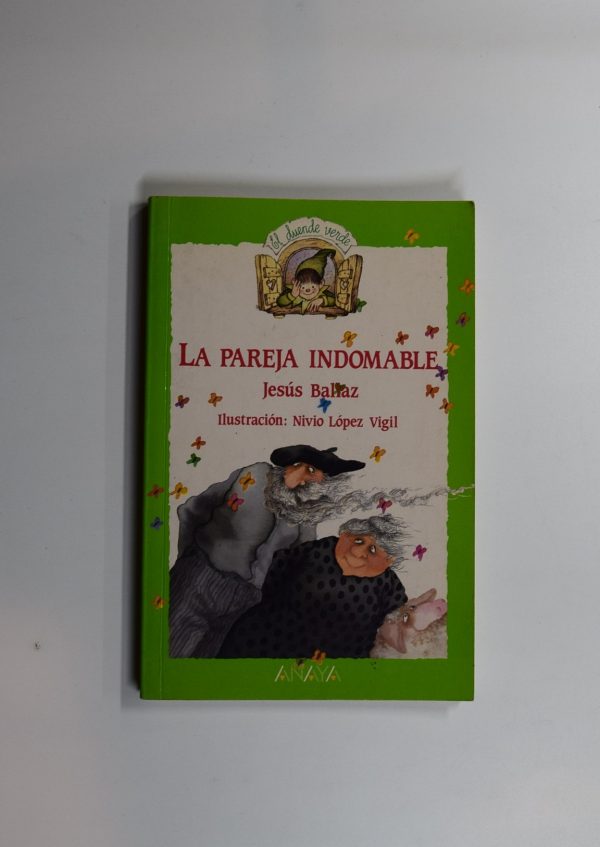 El duende verde
LA PAREJA INDOMABLE
Jesús Ballaz
Ilustración: Nivio López Vigil
ANAYA